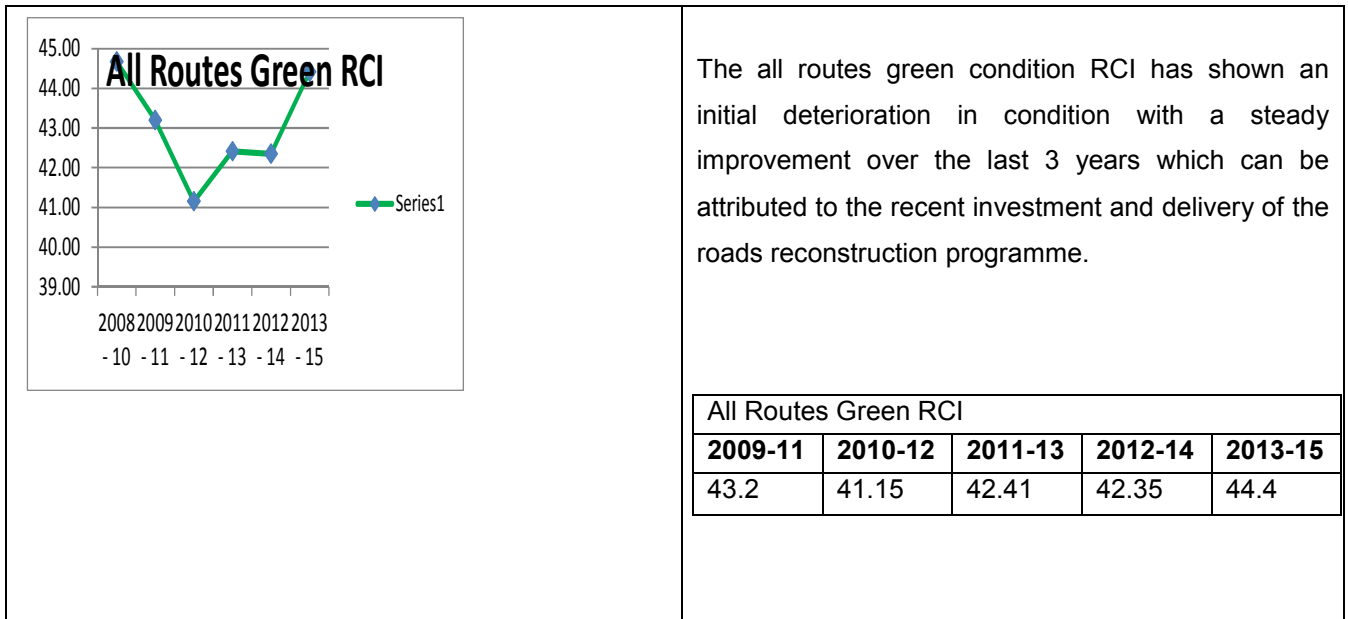 All Routes Green RCI
45.00
44.00
43.00
42.00
41.00
40.00
39.00
2008 2009 2010 2011 2012 2013
- 10 - 11 - 12 - 13 - 14 - 15
Series1
The all routes green condition RCI has shown an
initial deterioration in condition with a steady
improvement over the last 3 years which can be
attributed to the recent investment and delivery of the
roads reconstruction programme.
All Routes Green RCI
2009-11 2010-12 2011-13 2012-14 2013-15
43.2 41.15 42.41 42.35 44.4